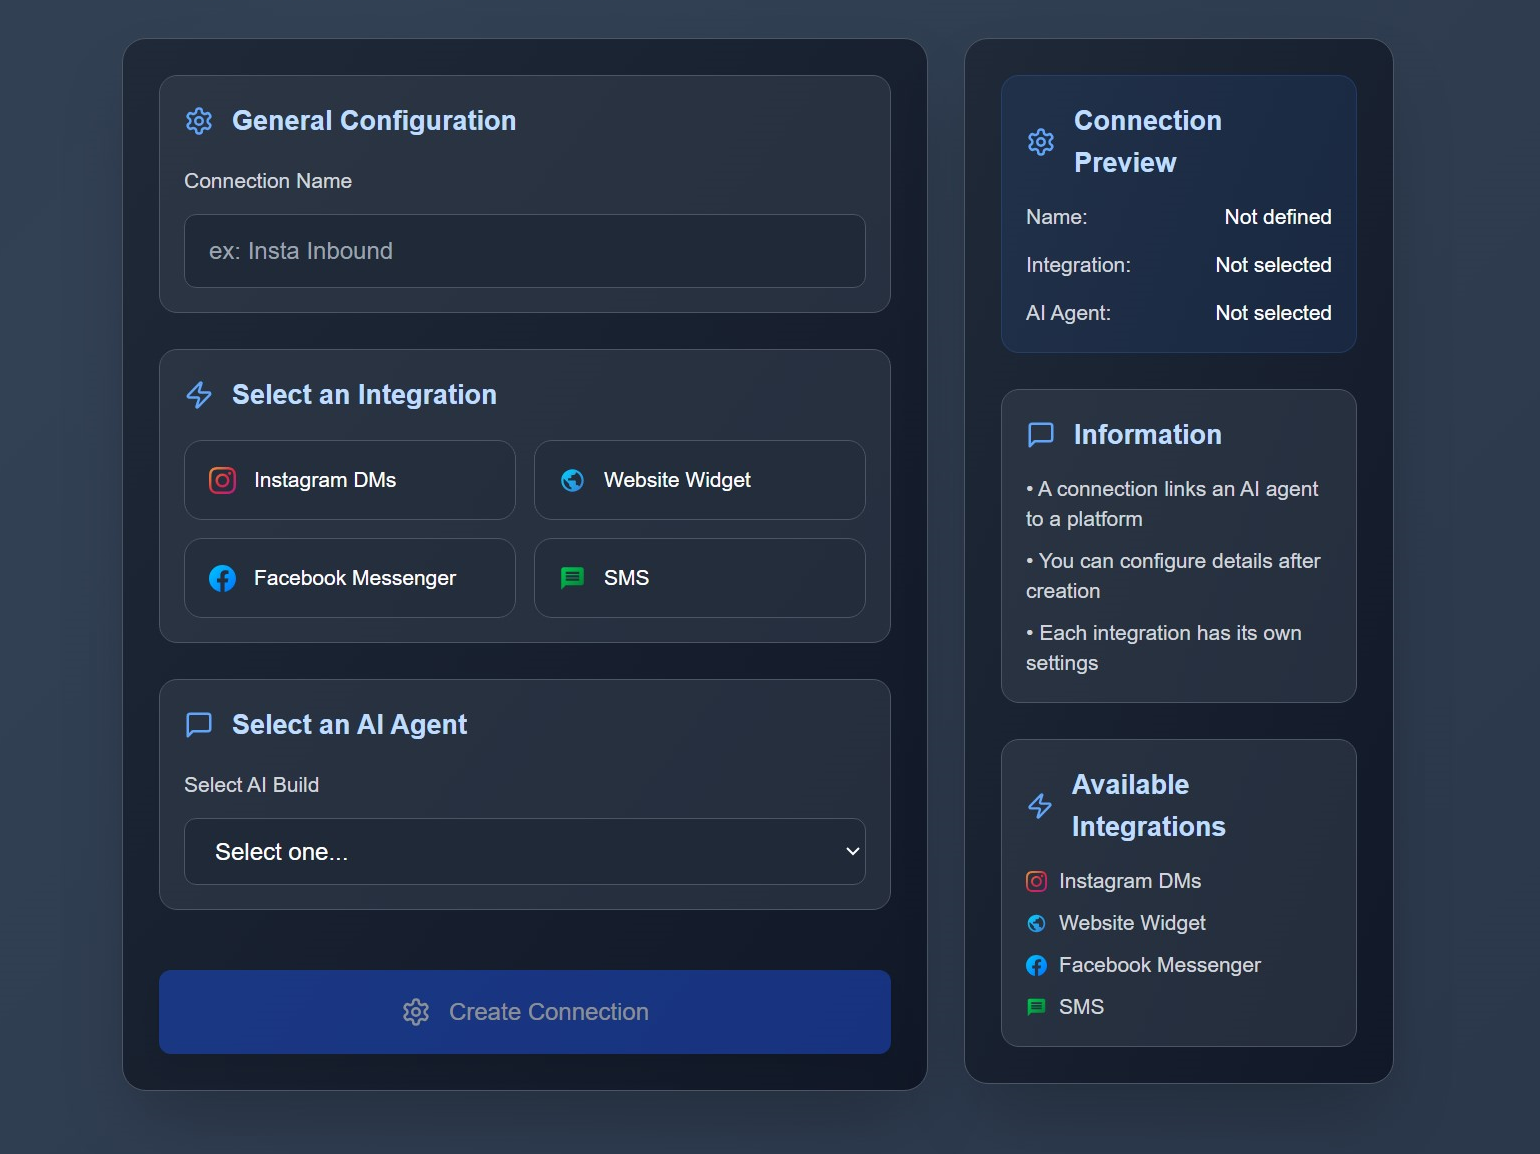 General Configuration
Connection Name
ex: Insta Inbound
Select an Integration
Instagram DMs
Website Widget
Facebook Messenger
SMS
Select an AI Agent
Select AI Build
Select one...
Create Connection
Connection
Preview
Name: Not defined
Integration: Not selected
AI Agent: Not selected
Information
• A connection links an AI agent
to a platform
• You can configure details after
creation
• Each integration has its own
settings
Available
Integrations
Instagram DMs
Website Widget
Facebook Messenger
SMS